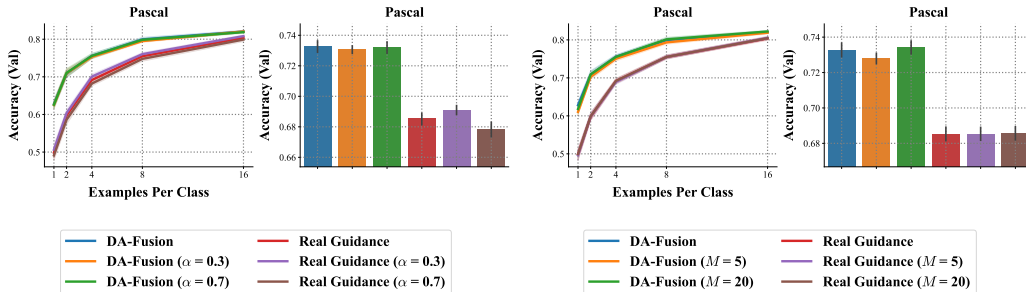 Pascal
Accuracy (Val)
0.8
0.7
0.6
0.5
1 2 4 8 16
Examples Per Class
Pascal
Accuracy (Val)
0.74
0.72
0.70
0.68
0.66
Pascal
Accuracy (Val)
0.8
0.7
0.6
0.5
1 2 4 8 16
Examples Per Class
Pascal
Accuracy (Val)
0.74
0.72
0.70
0.68
DA-Fusion
DA-Fusion (α = 0.3)
DA-Fusion (α = 0.7)
Real Guidance
Real Guidance (α = 0.3)
Real Guidance (α = 0.7)
DA-Fusion
DA-Fusion (M = 5)
DA-Fusion (M = 20)
Real Guidance
Real Guidance (M = 5)
Real Guidance (M = 20)